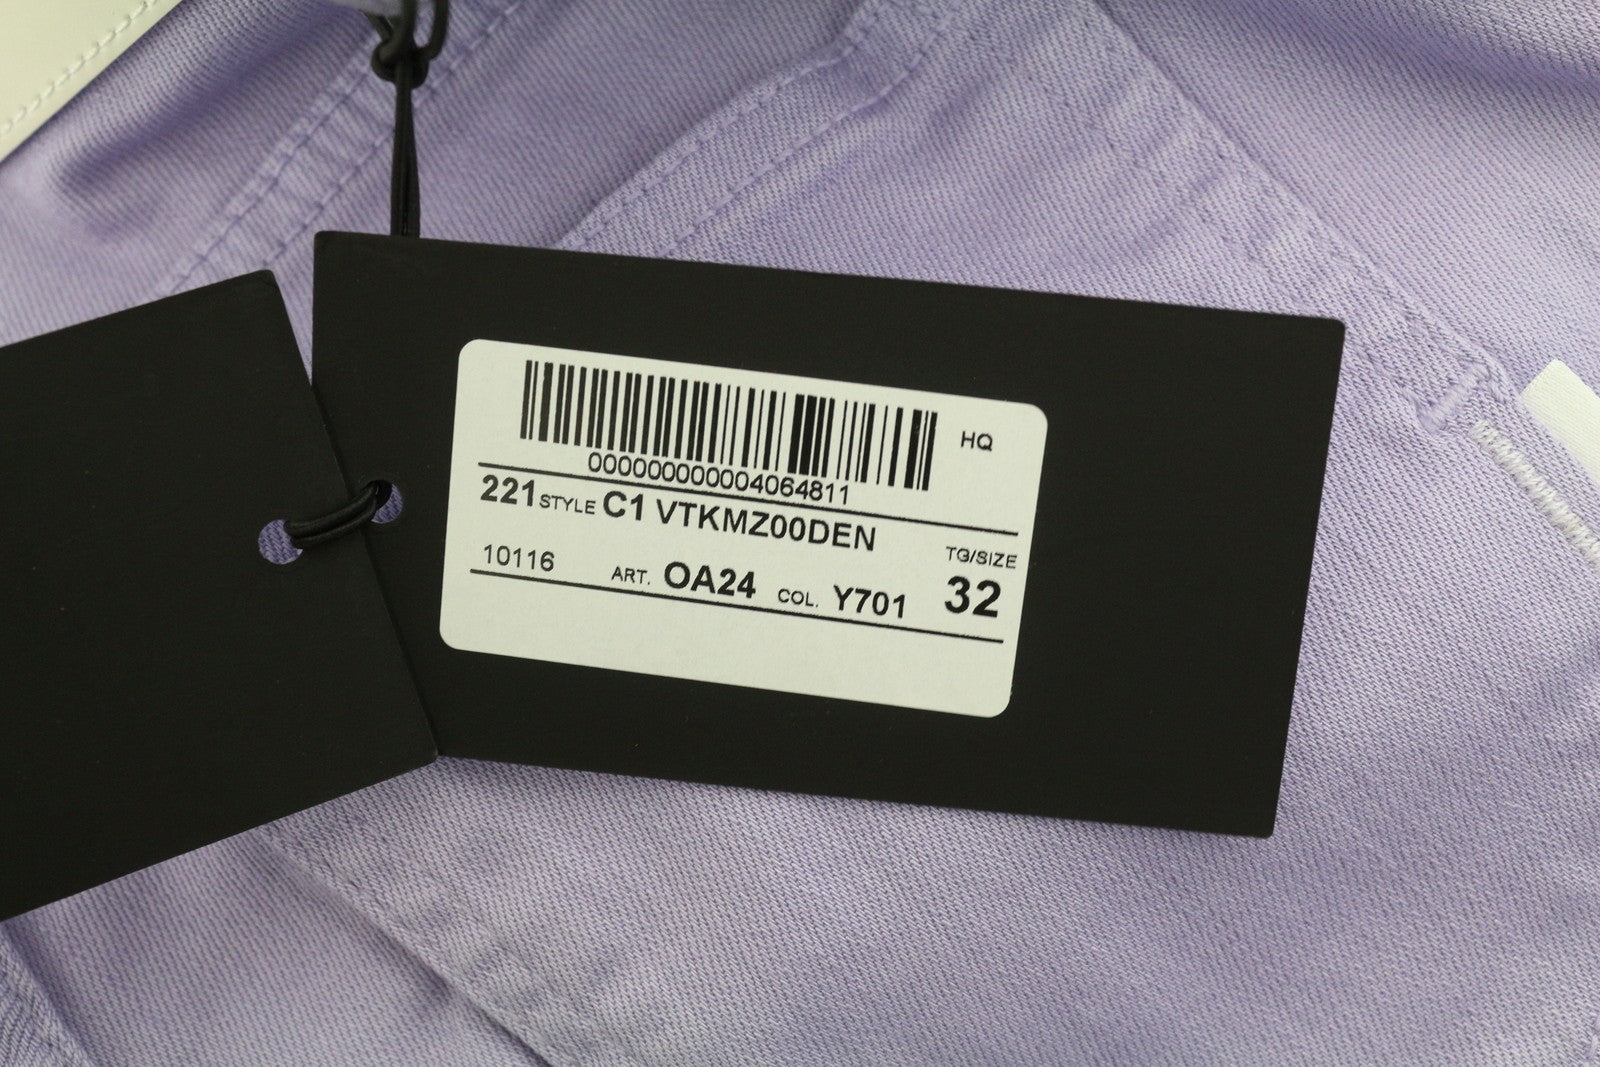 HQ
000000000004064811
221 STYLE C1 VTKMZ00DEN
TG/SIZE
10116 ART. OA24 COL. Y701 32